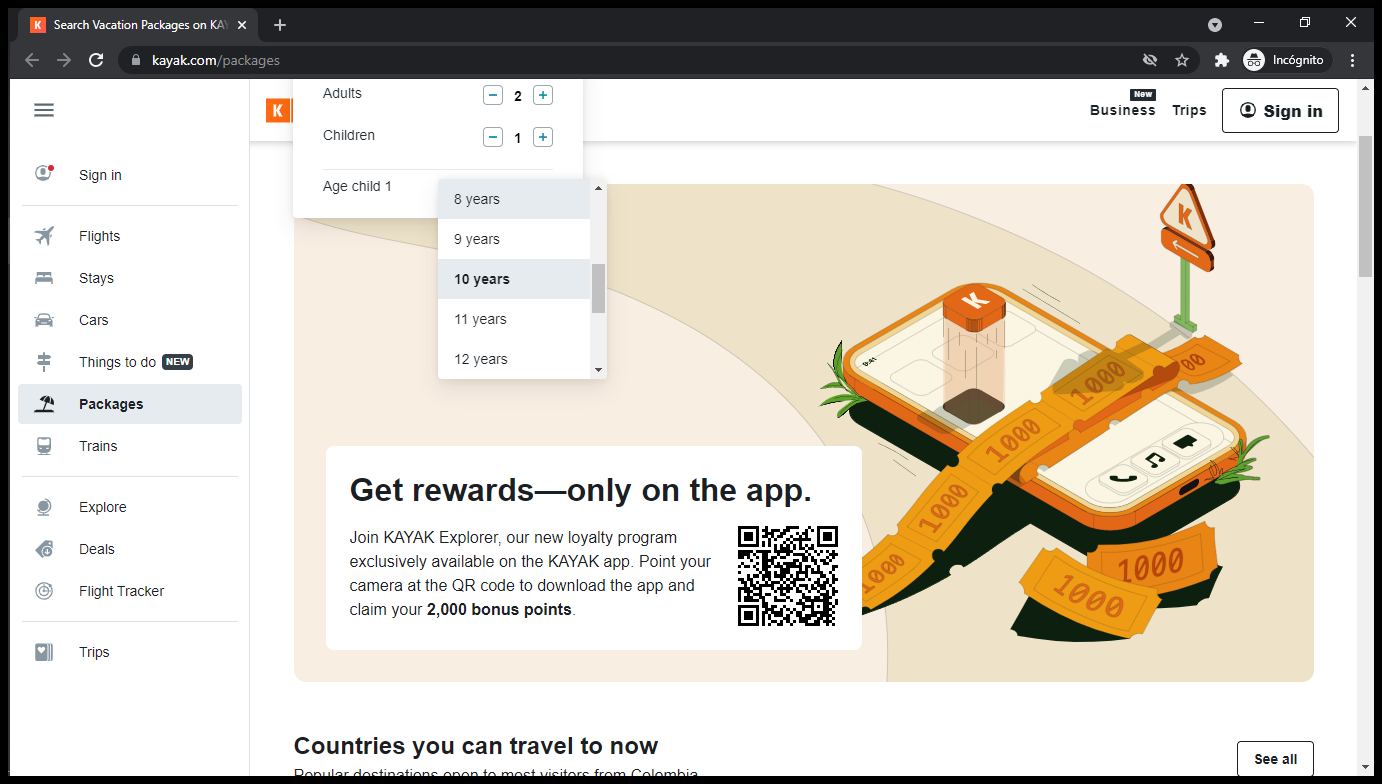 K
Search Vacation Packages on KAY
kayak.com/packages
Incógnito
K
Adults
2
Children
1
Age child 1
8 years
9 years
10 years
11 years
12 years
New
Business
Trips
Sign in
Sign in
Flights
Stays
Cars
Things to do NEW
Packages
Trains
Explore
Deals
Flight Tracker
Trips
K
K
9:41
1000
00
1000
1000
1000
1000
1000
Get rewards—only on the app.
Join KAYAK Explorer, our new loyalty program
exclusively available on the KAYAK app. Point your
camera at the QR code to download the app and
claim your 2,000 bonus points.
Countries you can travel to now
See all
Popular destinations open to most visitors from Colombia